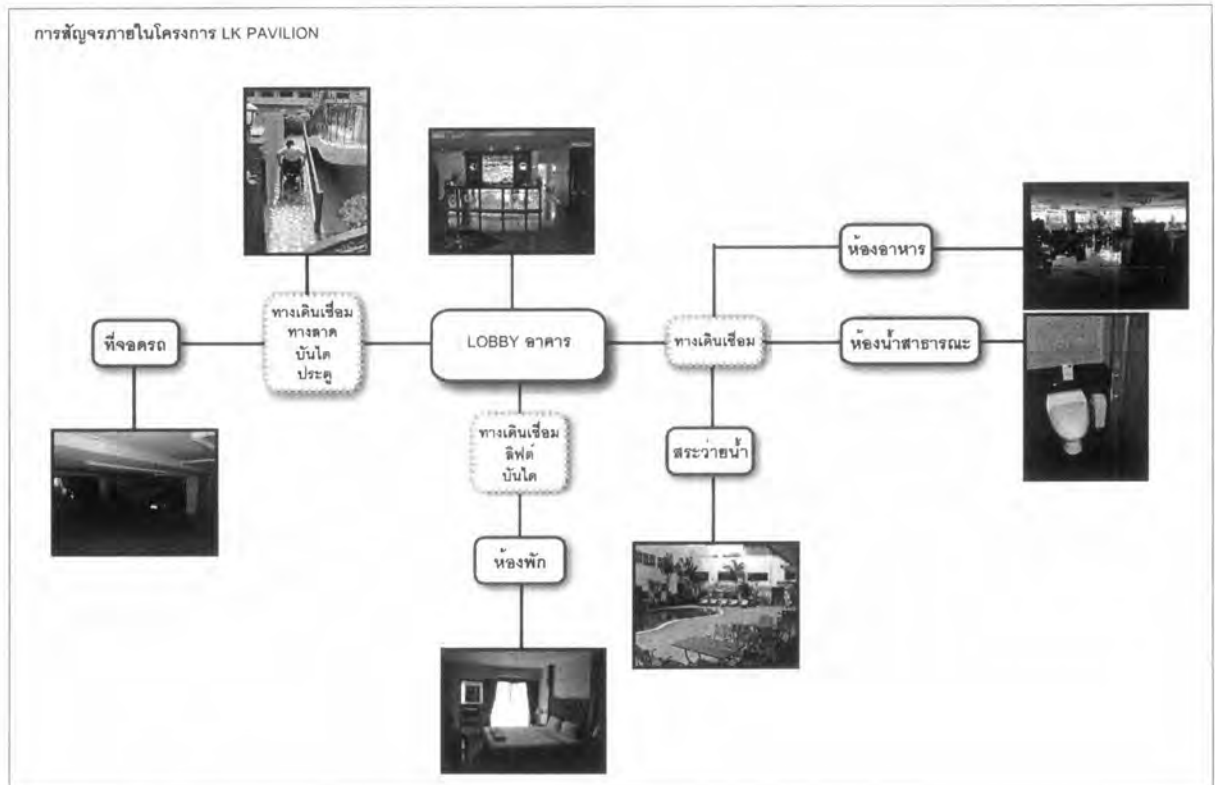 การสัญจรภายในโครงการ LK PAVILION
ที่จอดรถ
ทางเดินเชื่อม
ทางลาด
บันได
ประตู
LOBBY อาคาร
ทางเดินเชื่อม
ลิฟต์
บันได
ห้องพัก
ทางเดินเชื่อม
สระว่ายน้ำ
ห้องอาหาร
ห้องน้ำสาธารณะ